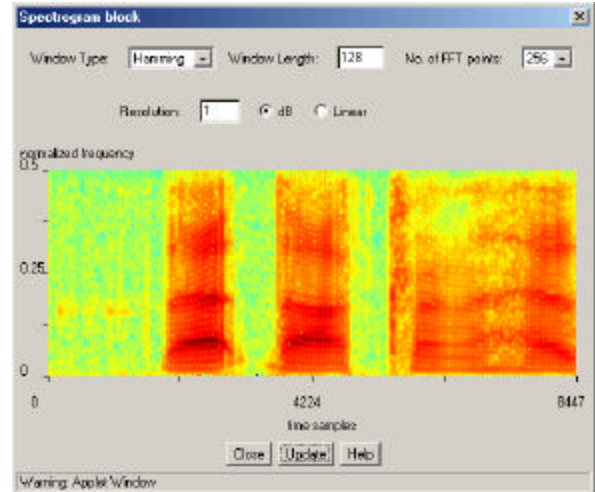 Spectrogram block
Window Type: Hamming Window Length: 128 No. of FFT points: 256
Resolution: 1 dB Linear
normalized frequency
0.5
0.25
0
0 4224 8447
time samples
Close Update Help
Warning: Applet Window